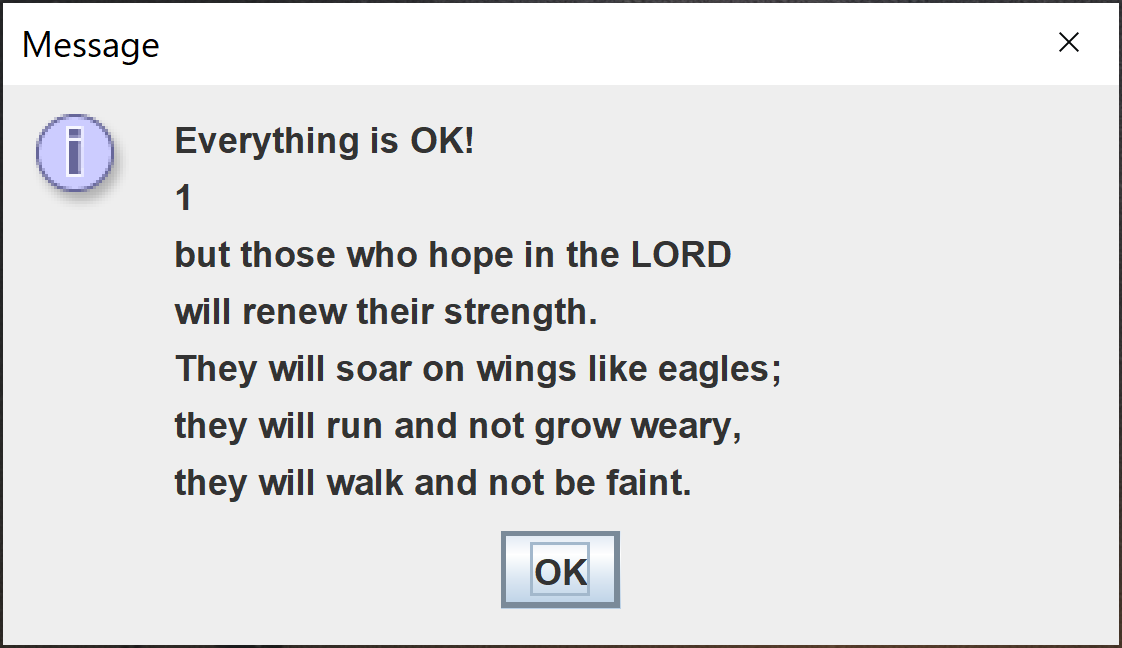 Message
Everything is OK!
1
but those who hope in the LORD
will renew their strength.
They will soar on wings like eagles;
they will run and not grow weary,
they will walk and not be faint.
OK